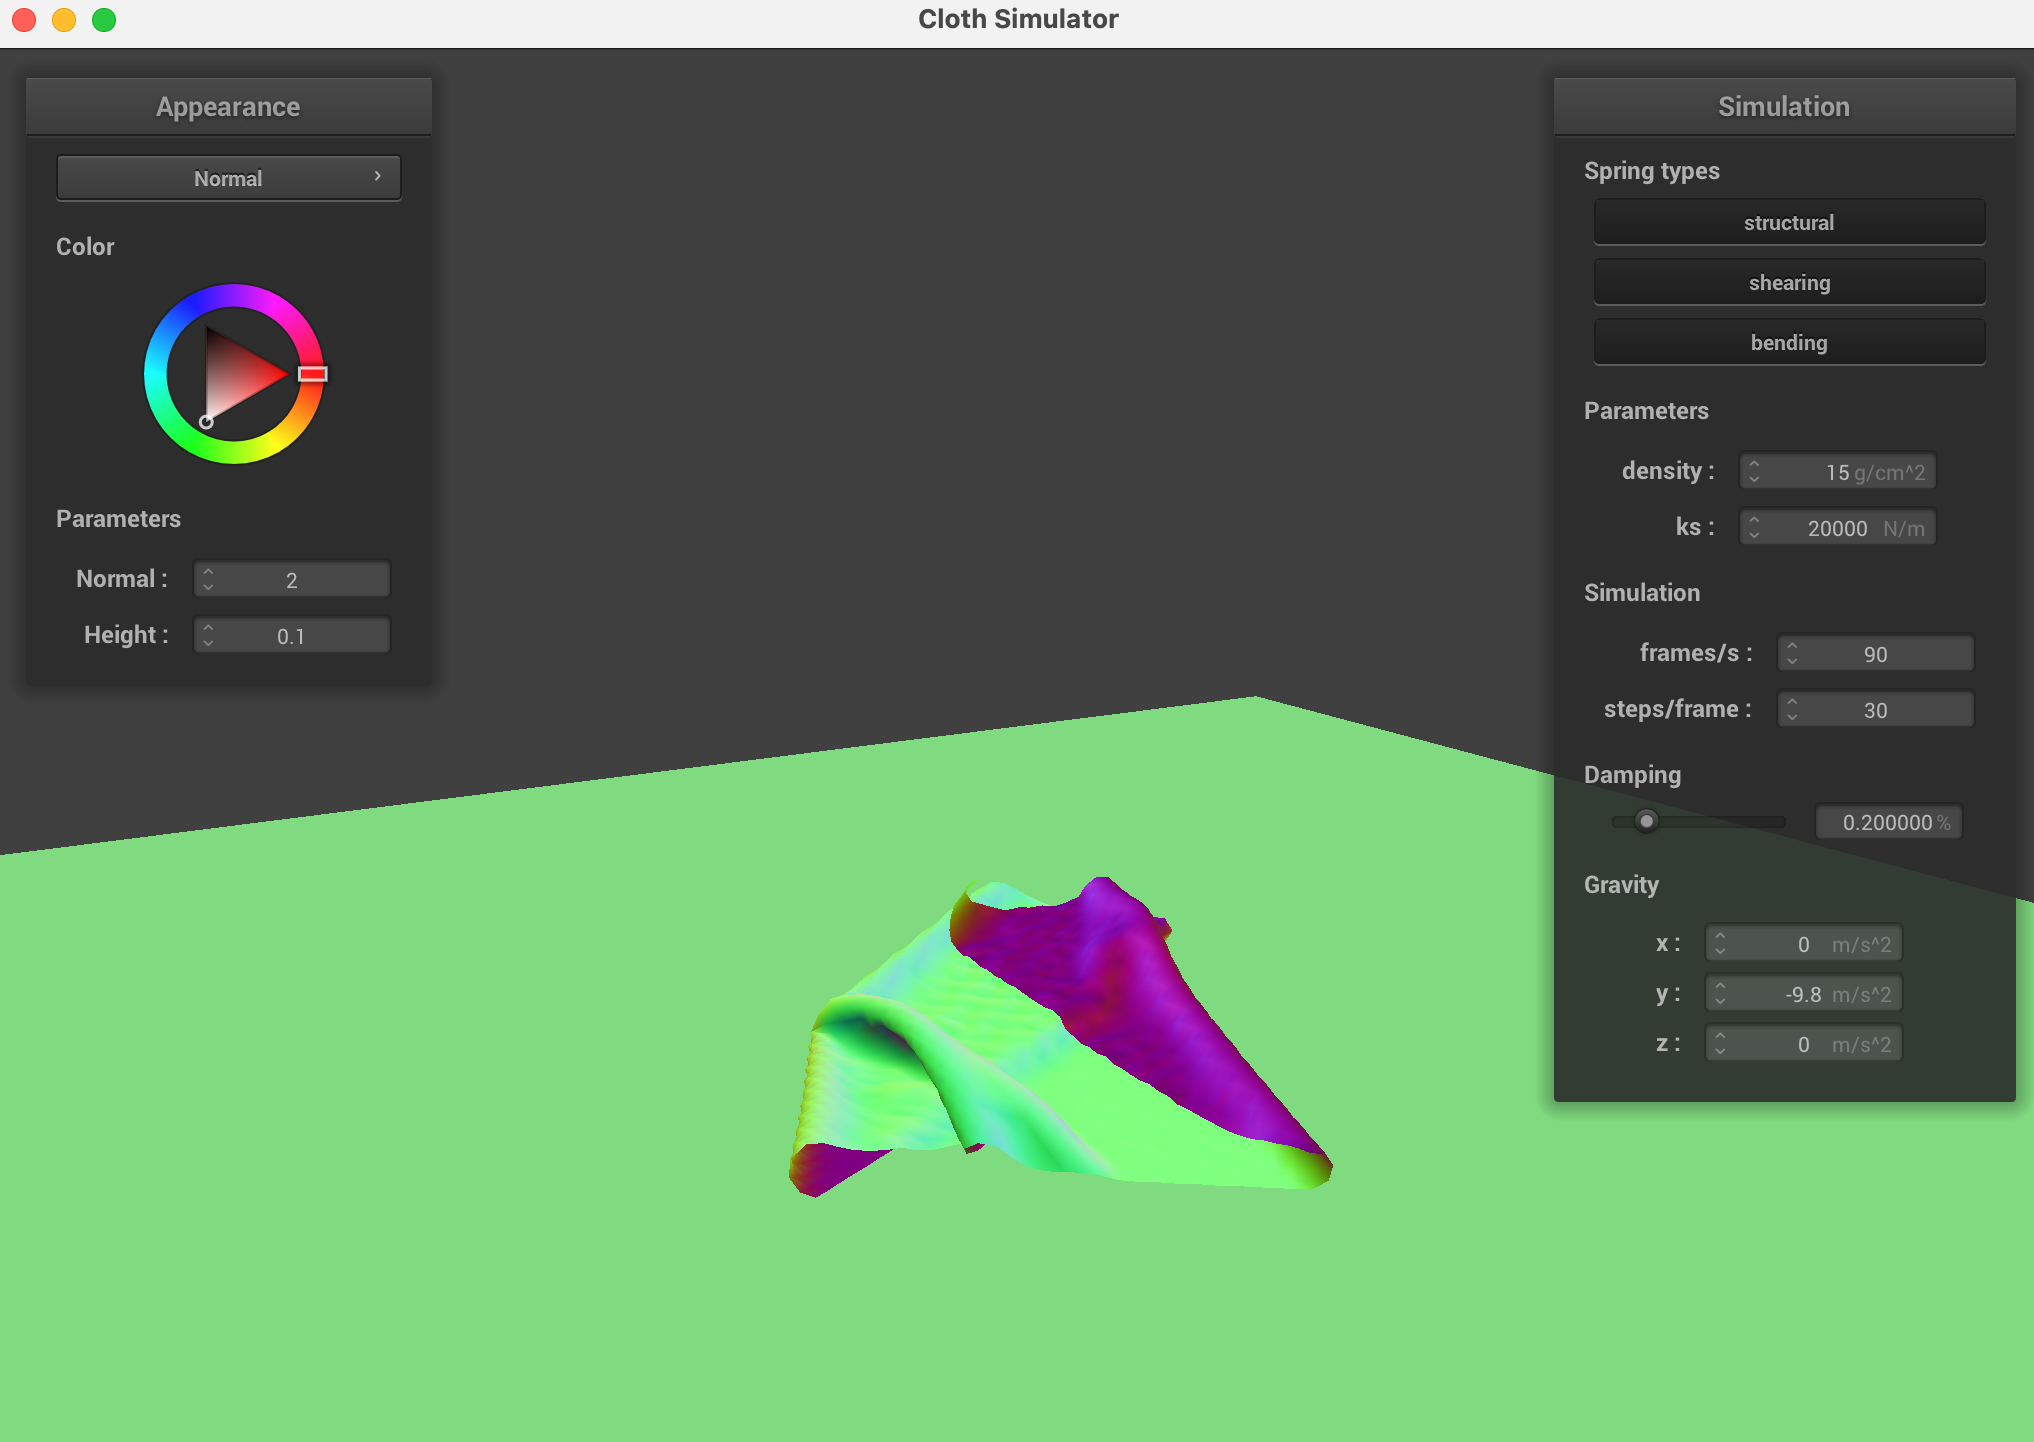 Cloth Simulator
Appearance
Normal
Color
Parameters
Normal : 2
Height : 0.1
Simulation
Spring types
structural
shearing
bending
Parameters
density : 15 g/cm^2
ks : 20000 N/m
Simulation
frames/s : 90
steps/frame : 30
Damping
0.200000 %
Gravity
x : 0 m/s^2
y : -9.8 m/s^2
z : 0 m/s^2